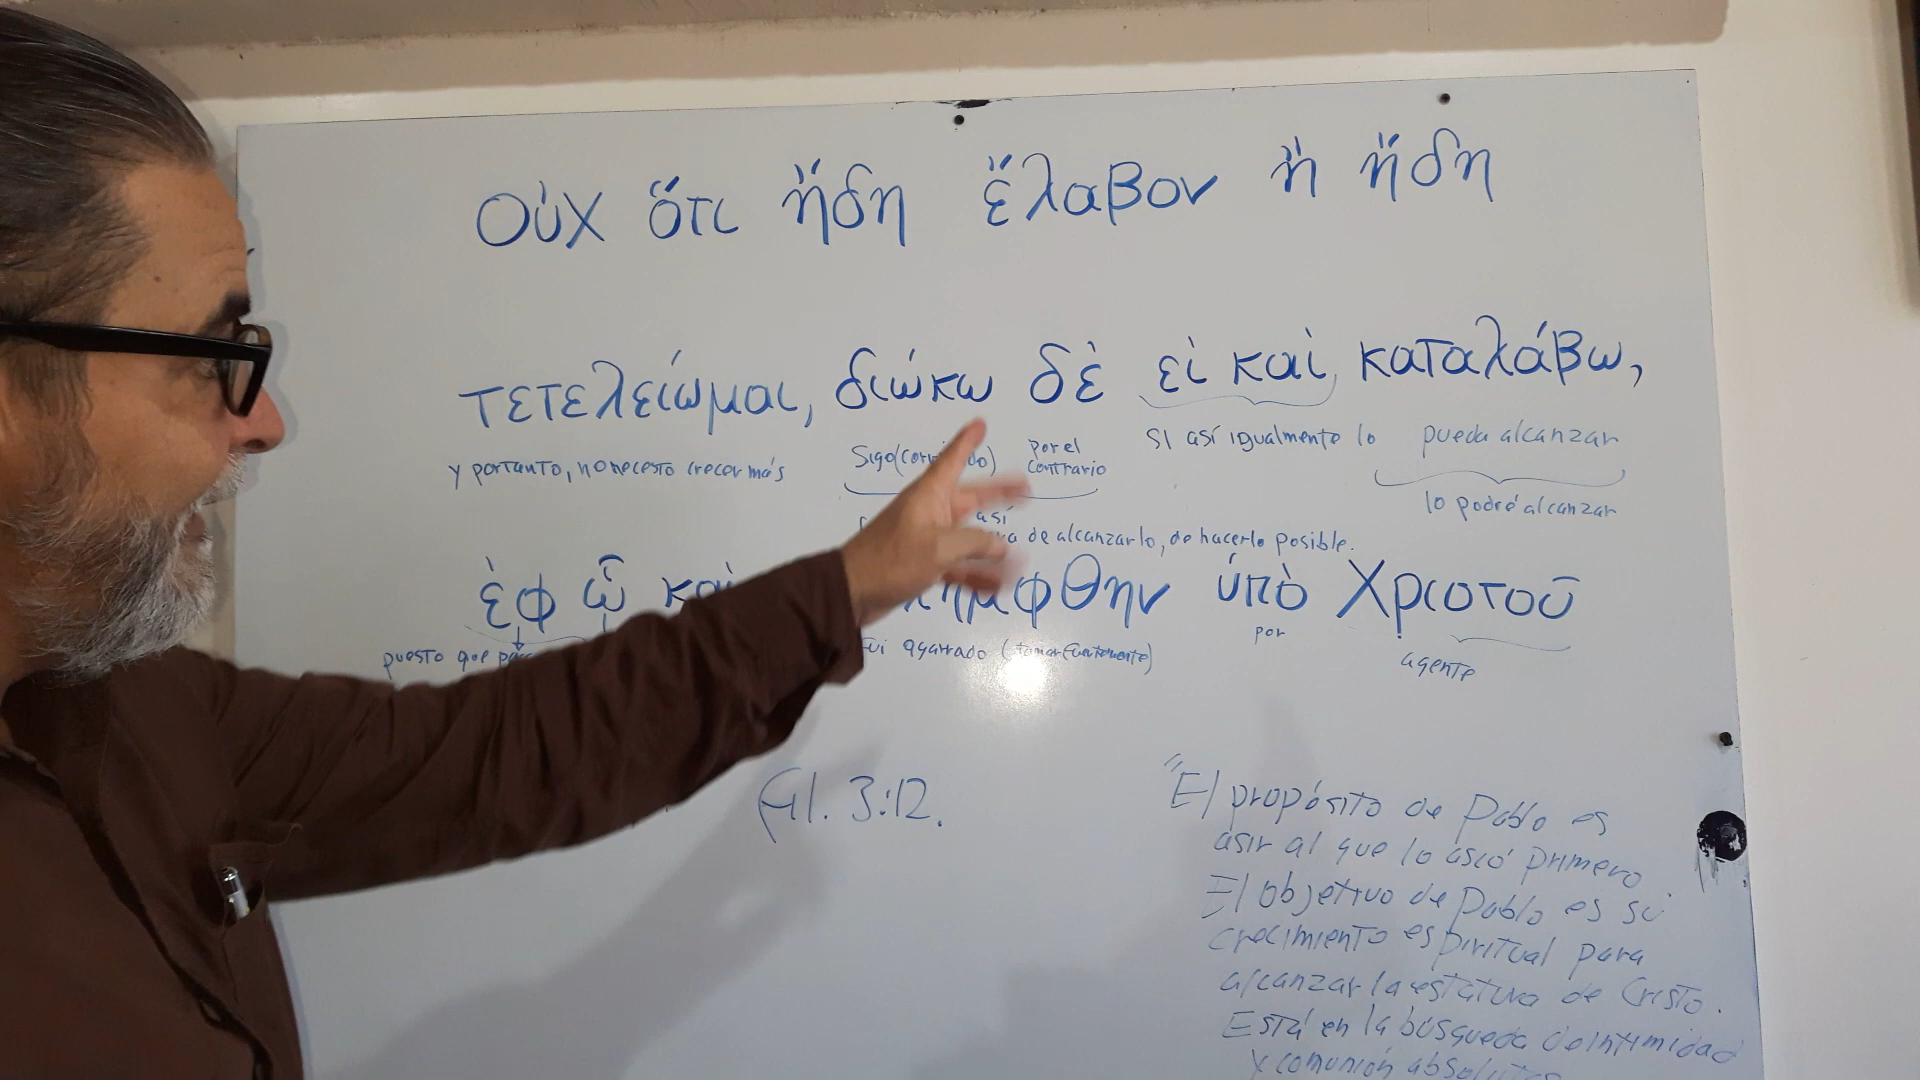 Οὐχ ὅτι ἤδη ἔλαβον ἢ ἤδη
τετελείωμαι, διώκω δὲ εἰ καὶ καταλάβω,
y portanto, no necesito crecer más
Sigo por el contrario
si así igualmente lo pueda alcanzar
lo podré alcanzar
así
de alcanzarlo, de hacerlo posible.
ἐφ ᾧ ὑπὸ Χριστοῦ
puesto que
fui agarrado (tomar fuertemente)
por
agente
3:12.
"El propósito de Pablo es
asir al que lo asió primero.
El objetivo de Pablo es su
crecimiento espiritual para
alcanzar la estatura de Cristo.
Está en la búsqueda de intimidad
y comunión